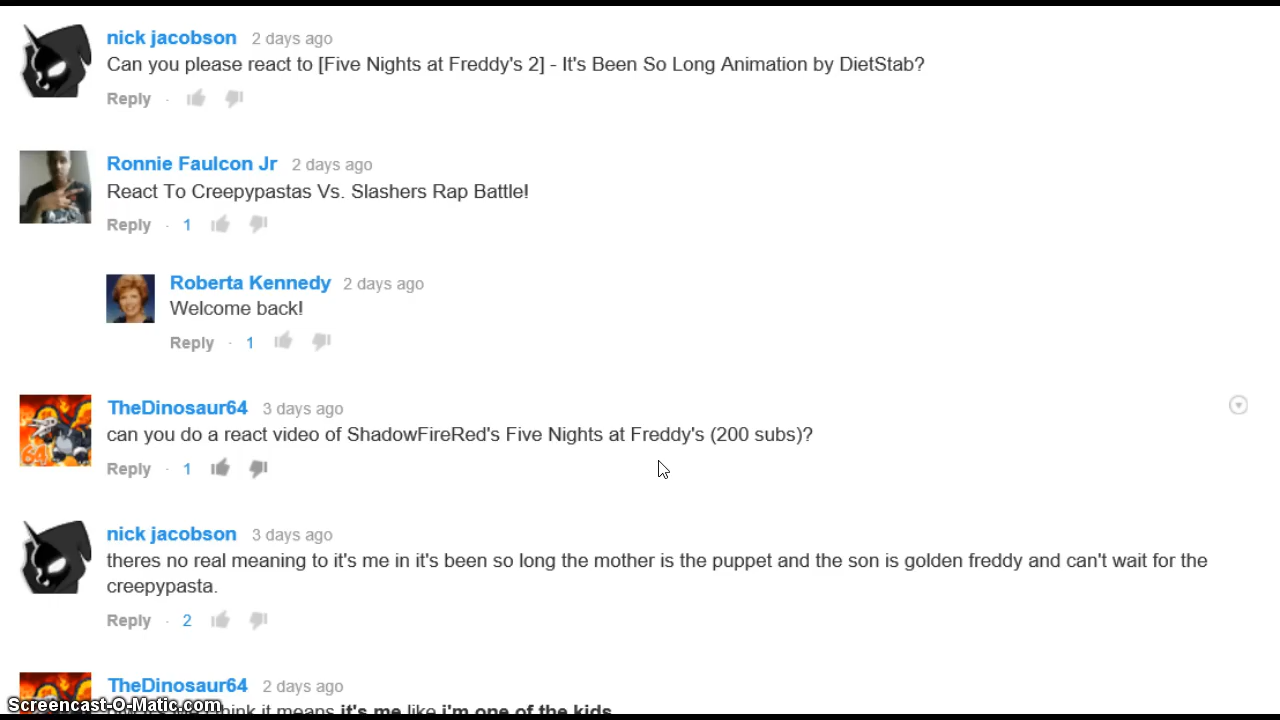 nick jacobson 2 days ago
Can you please react to [Five Nights at Freddy's 2] - It's Been So Long Animation by DietStab?
Reply ·
Ronnie Faulcon Jr 2 days ago
React To Creepypastas Vs. Slashers Rap Battle!
Reply · 1
Roberta Kennedy 2 days ago
Welcome back!
Reply · 1
TheDinosaur64 3 days ago
can you do a react video of ShadowFireRed's Five Nights at Freddy's (200 subs)?
64
Reply · 1
nick jacobson 3 days ago
theres no real meaning to it's me in it's been so long the mother is the puppet and the son is golden freddy and can't wait for the
creepypasta.
Reply · 2
TheDinosaur64 2 days ago
Screencast-O-Matic.com
think it means it's me like i'm one of the kids